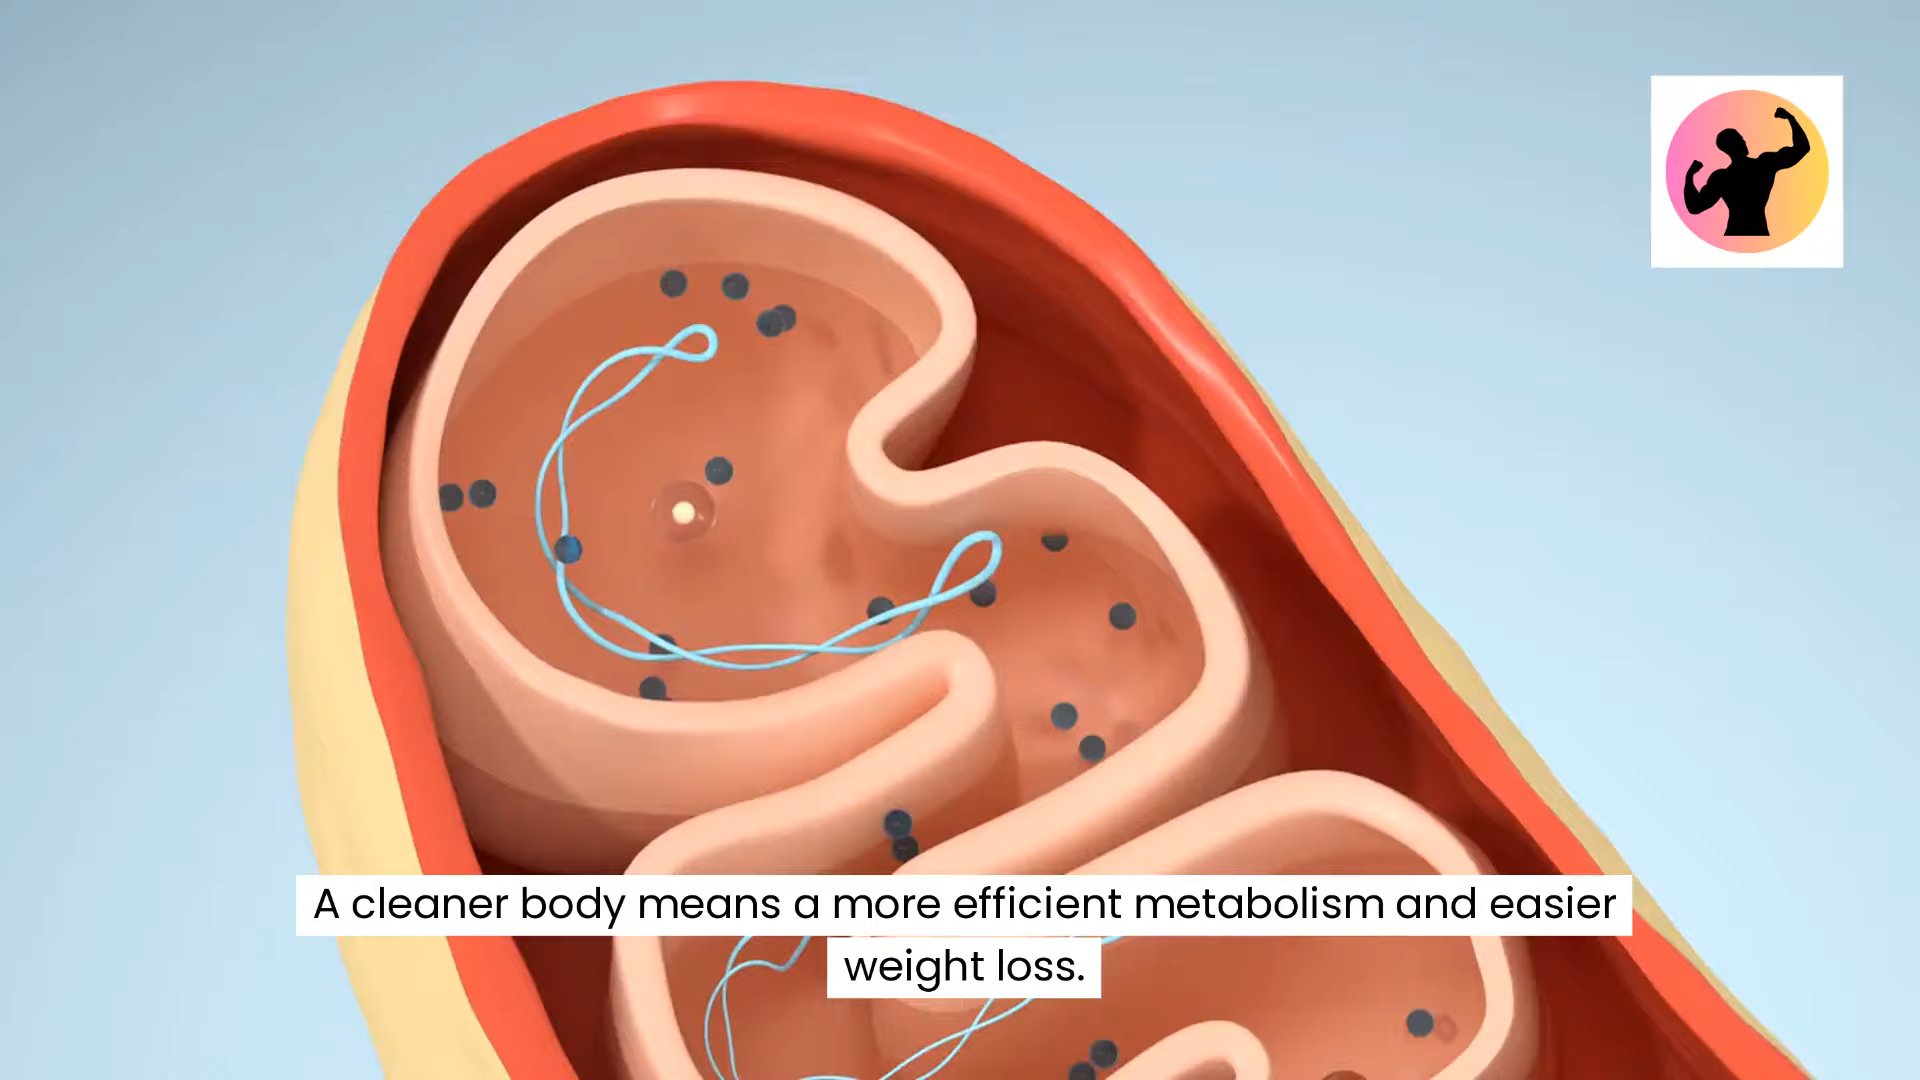 A cleaner body means a more efficient metabolism and easier
weight loss.